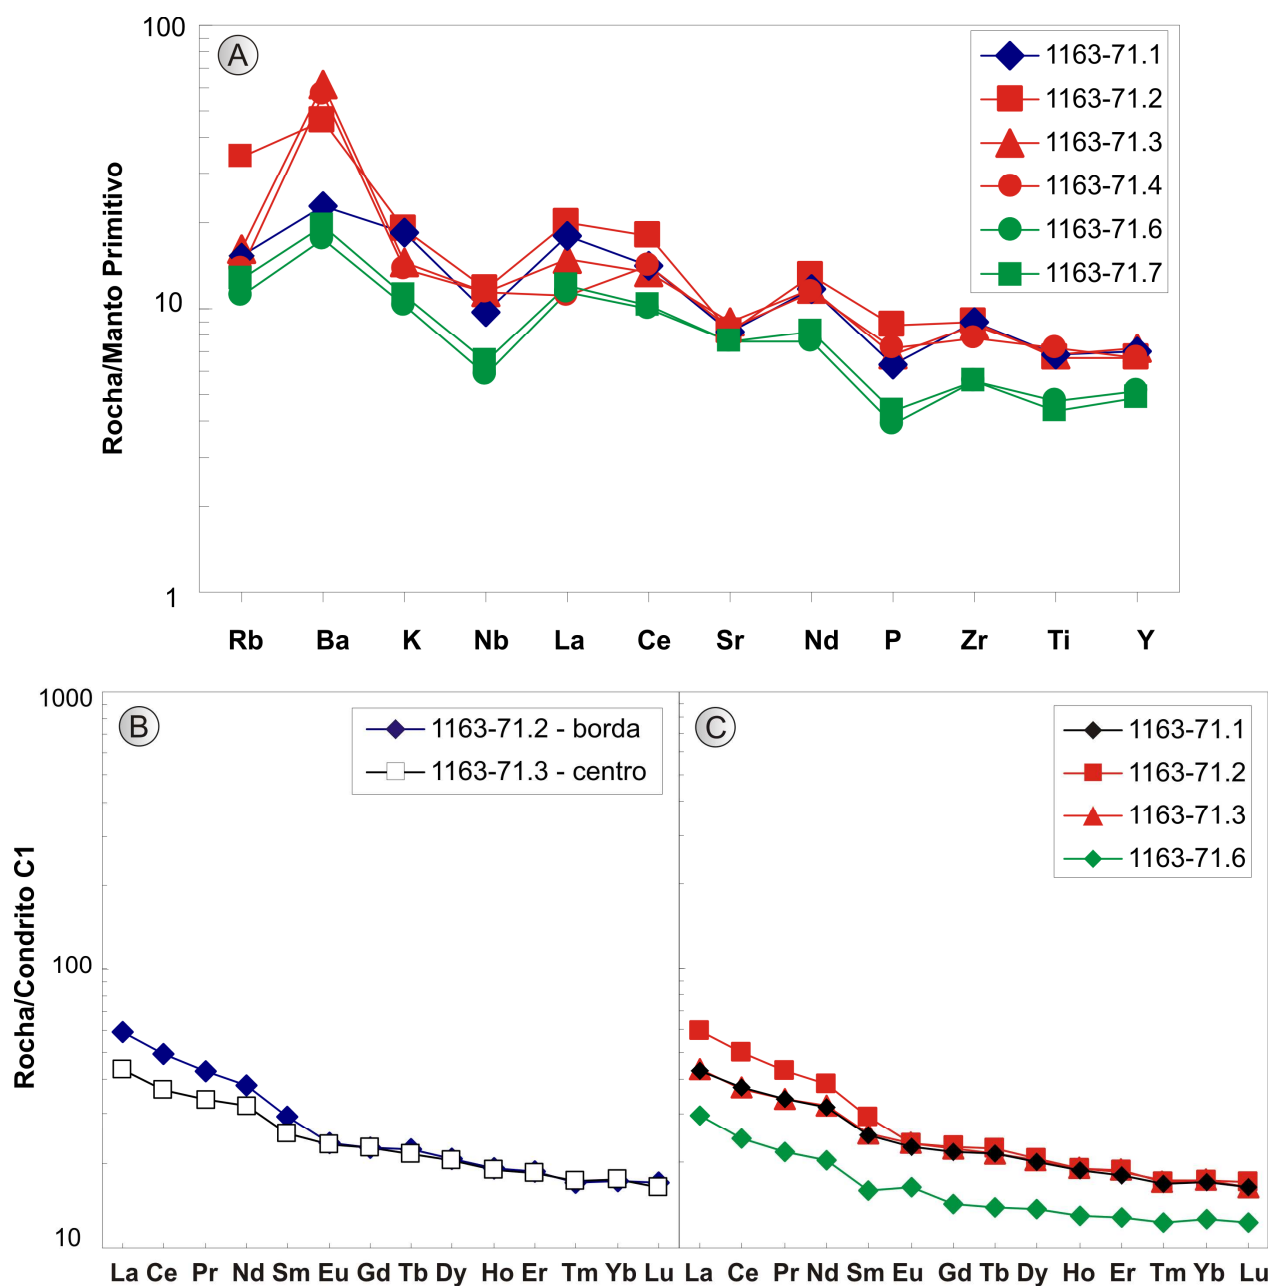 100
A
1163-71.1
1163-71.2
1163-71.3
1163-71.4
1163-71.6
1163-71.7
Rocha/Manto Primitivo
10
1
Rb Ba K Nb La Ce Sr Nd P Zr Ti Y
1000
B
1163-71.2 - borda
1163-71.3 - centro
C
1163-71.1
1163-71.2
1163-71.3
1163-71.6
Rocha/Condrito C1
100
10
La Ce Pr Nd Sm Eu Gd Tb Dy Ho Er Tm Yb Lu
La Ce Pr Nd Sm Eu Gd Tb Dy Ho Er Tm Yb Lu